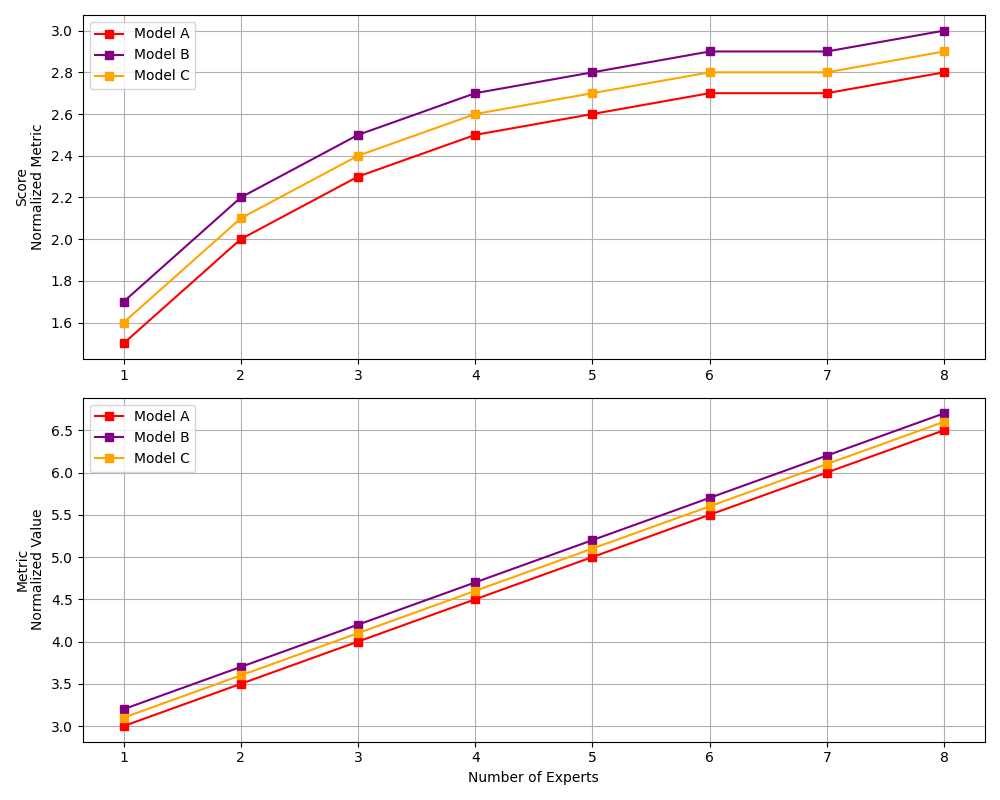 Model A
Model B
Model C
Score
Normalized Metric
3.0
2.8
2.6
2.4
2.2
2.0
1.8
1.6
1 2 3 4 5 6 7 8
Model A
Model B
Model C
Metric
Normalized Value
6.5
6.0
5.5
5.0
4.5
4.0
3.5
3.0
1 2 3 4 5 6 7 8
Number of Experts